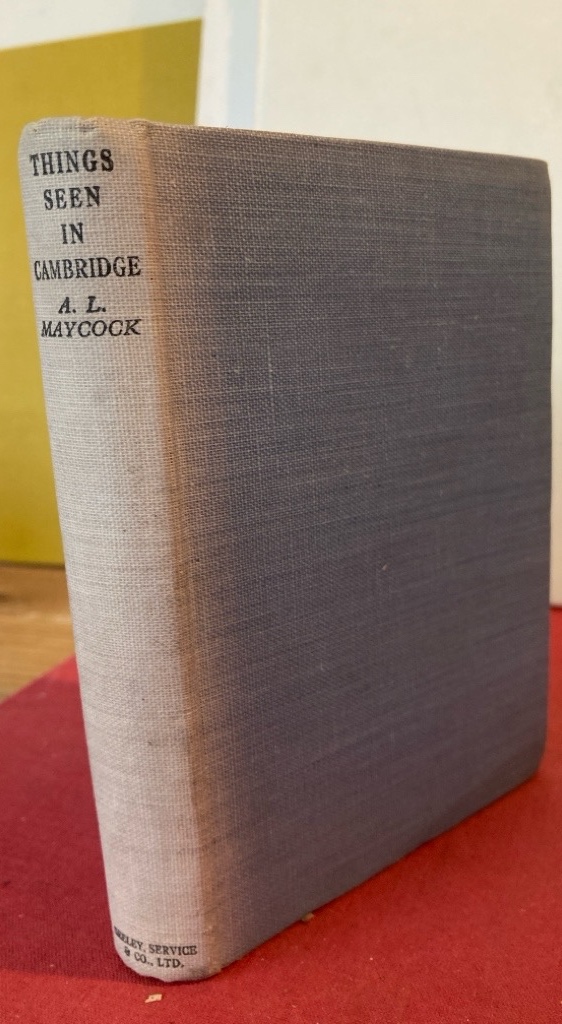 THINGS
SEEN
IN
CAMBRIDGE
A. L.
MAYCOCK
SEELEY, SERVICE
& CO., LTD.